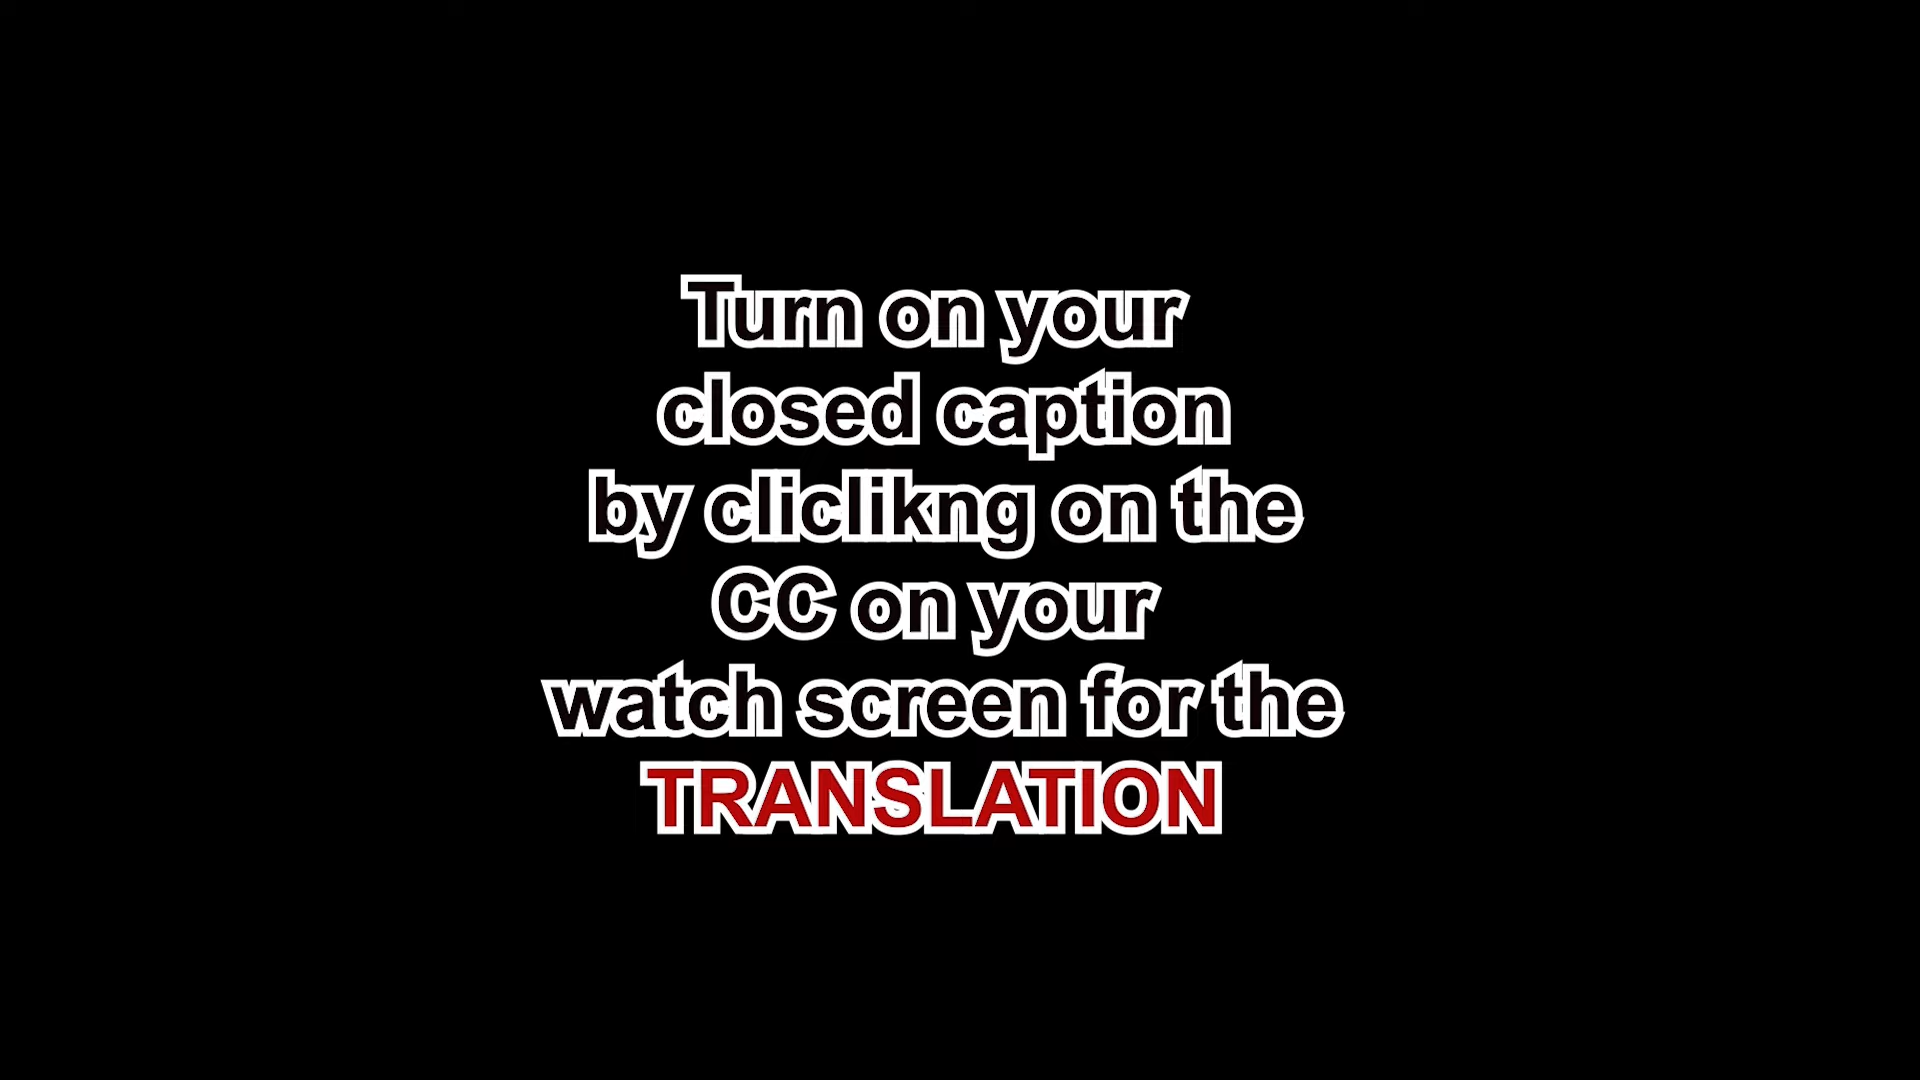 Turn on your
closed caption
by cliclikng on the
CC on your
watch screen for the
TRANSLATION